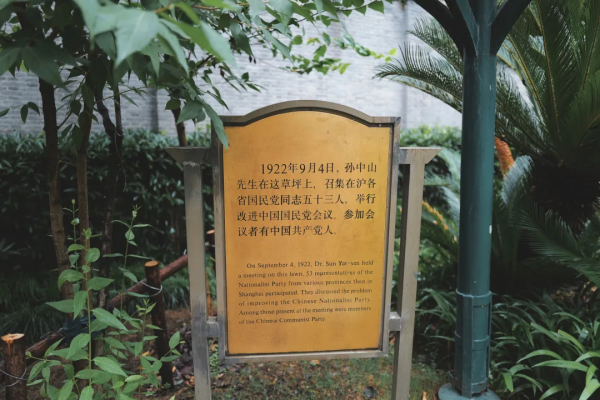 1922年9月4日，孙中山
先生在这草坪上，召集在沪各
省国民党同志五十三人，举行
改进中国国民党会议．参加会
议者有中国共产党人．
On September 4, 1922, Dr. Sun Yat-sen held
a meeting on this lawn, 53 representatives of the
Nationalist Party from various provinces then in
Shanghai participated. They discussed the problem
of improving the Chinese Nationalist Party.
Among those present at the meeting were members
of the Chinese Communist Party.